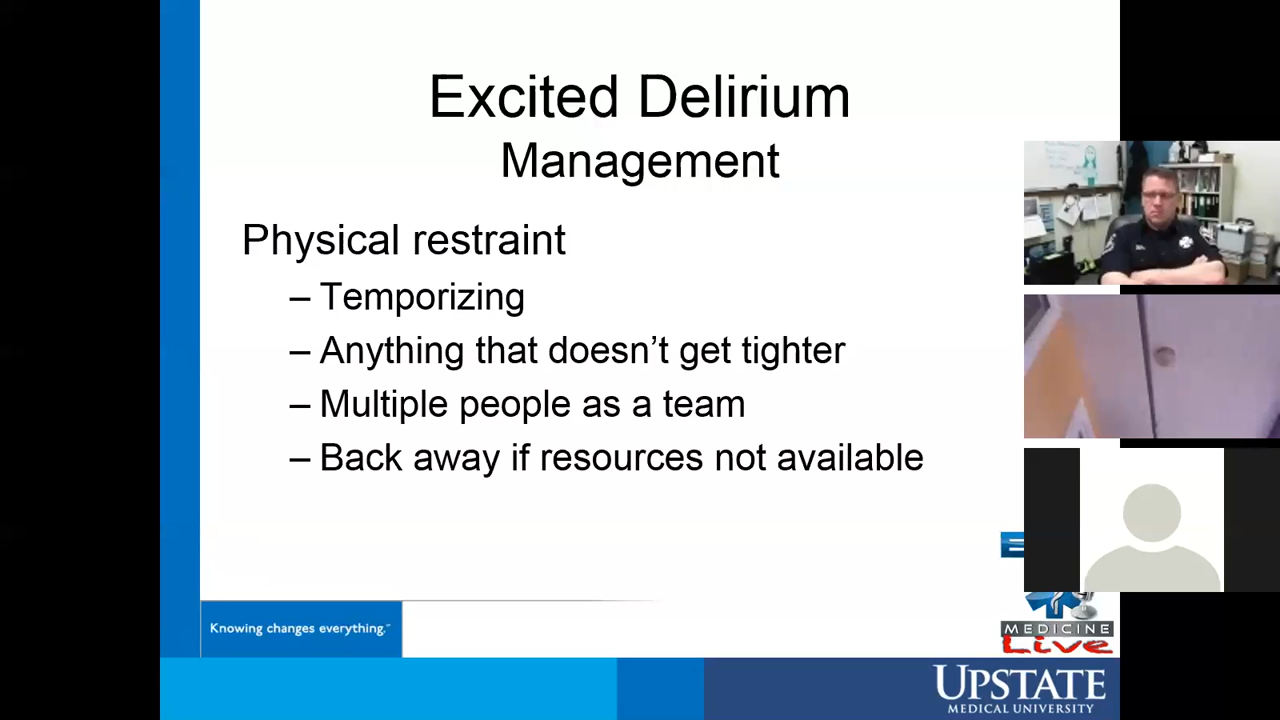 Excited Delirium
Management
Physical restraint
– Temporizing
– Anything that doesn’t get tighter
– Multiple people as a team
– Back away if resources not available
Knowing changes everything.™
MEDICINE
Live
UPSTATE
MEDICAL UNIVERSITY